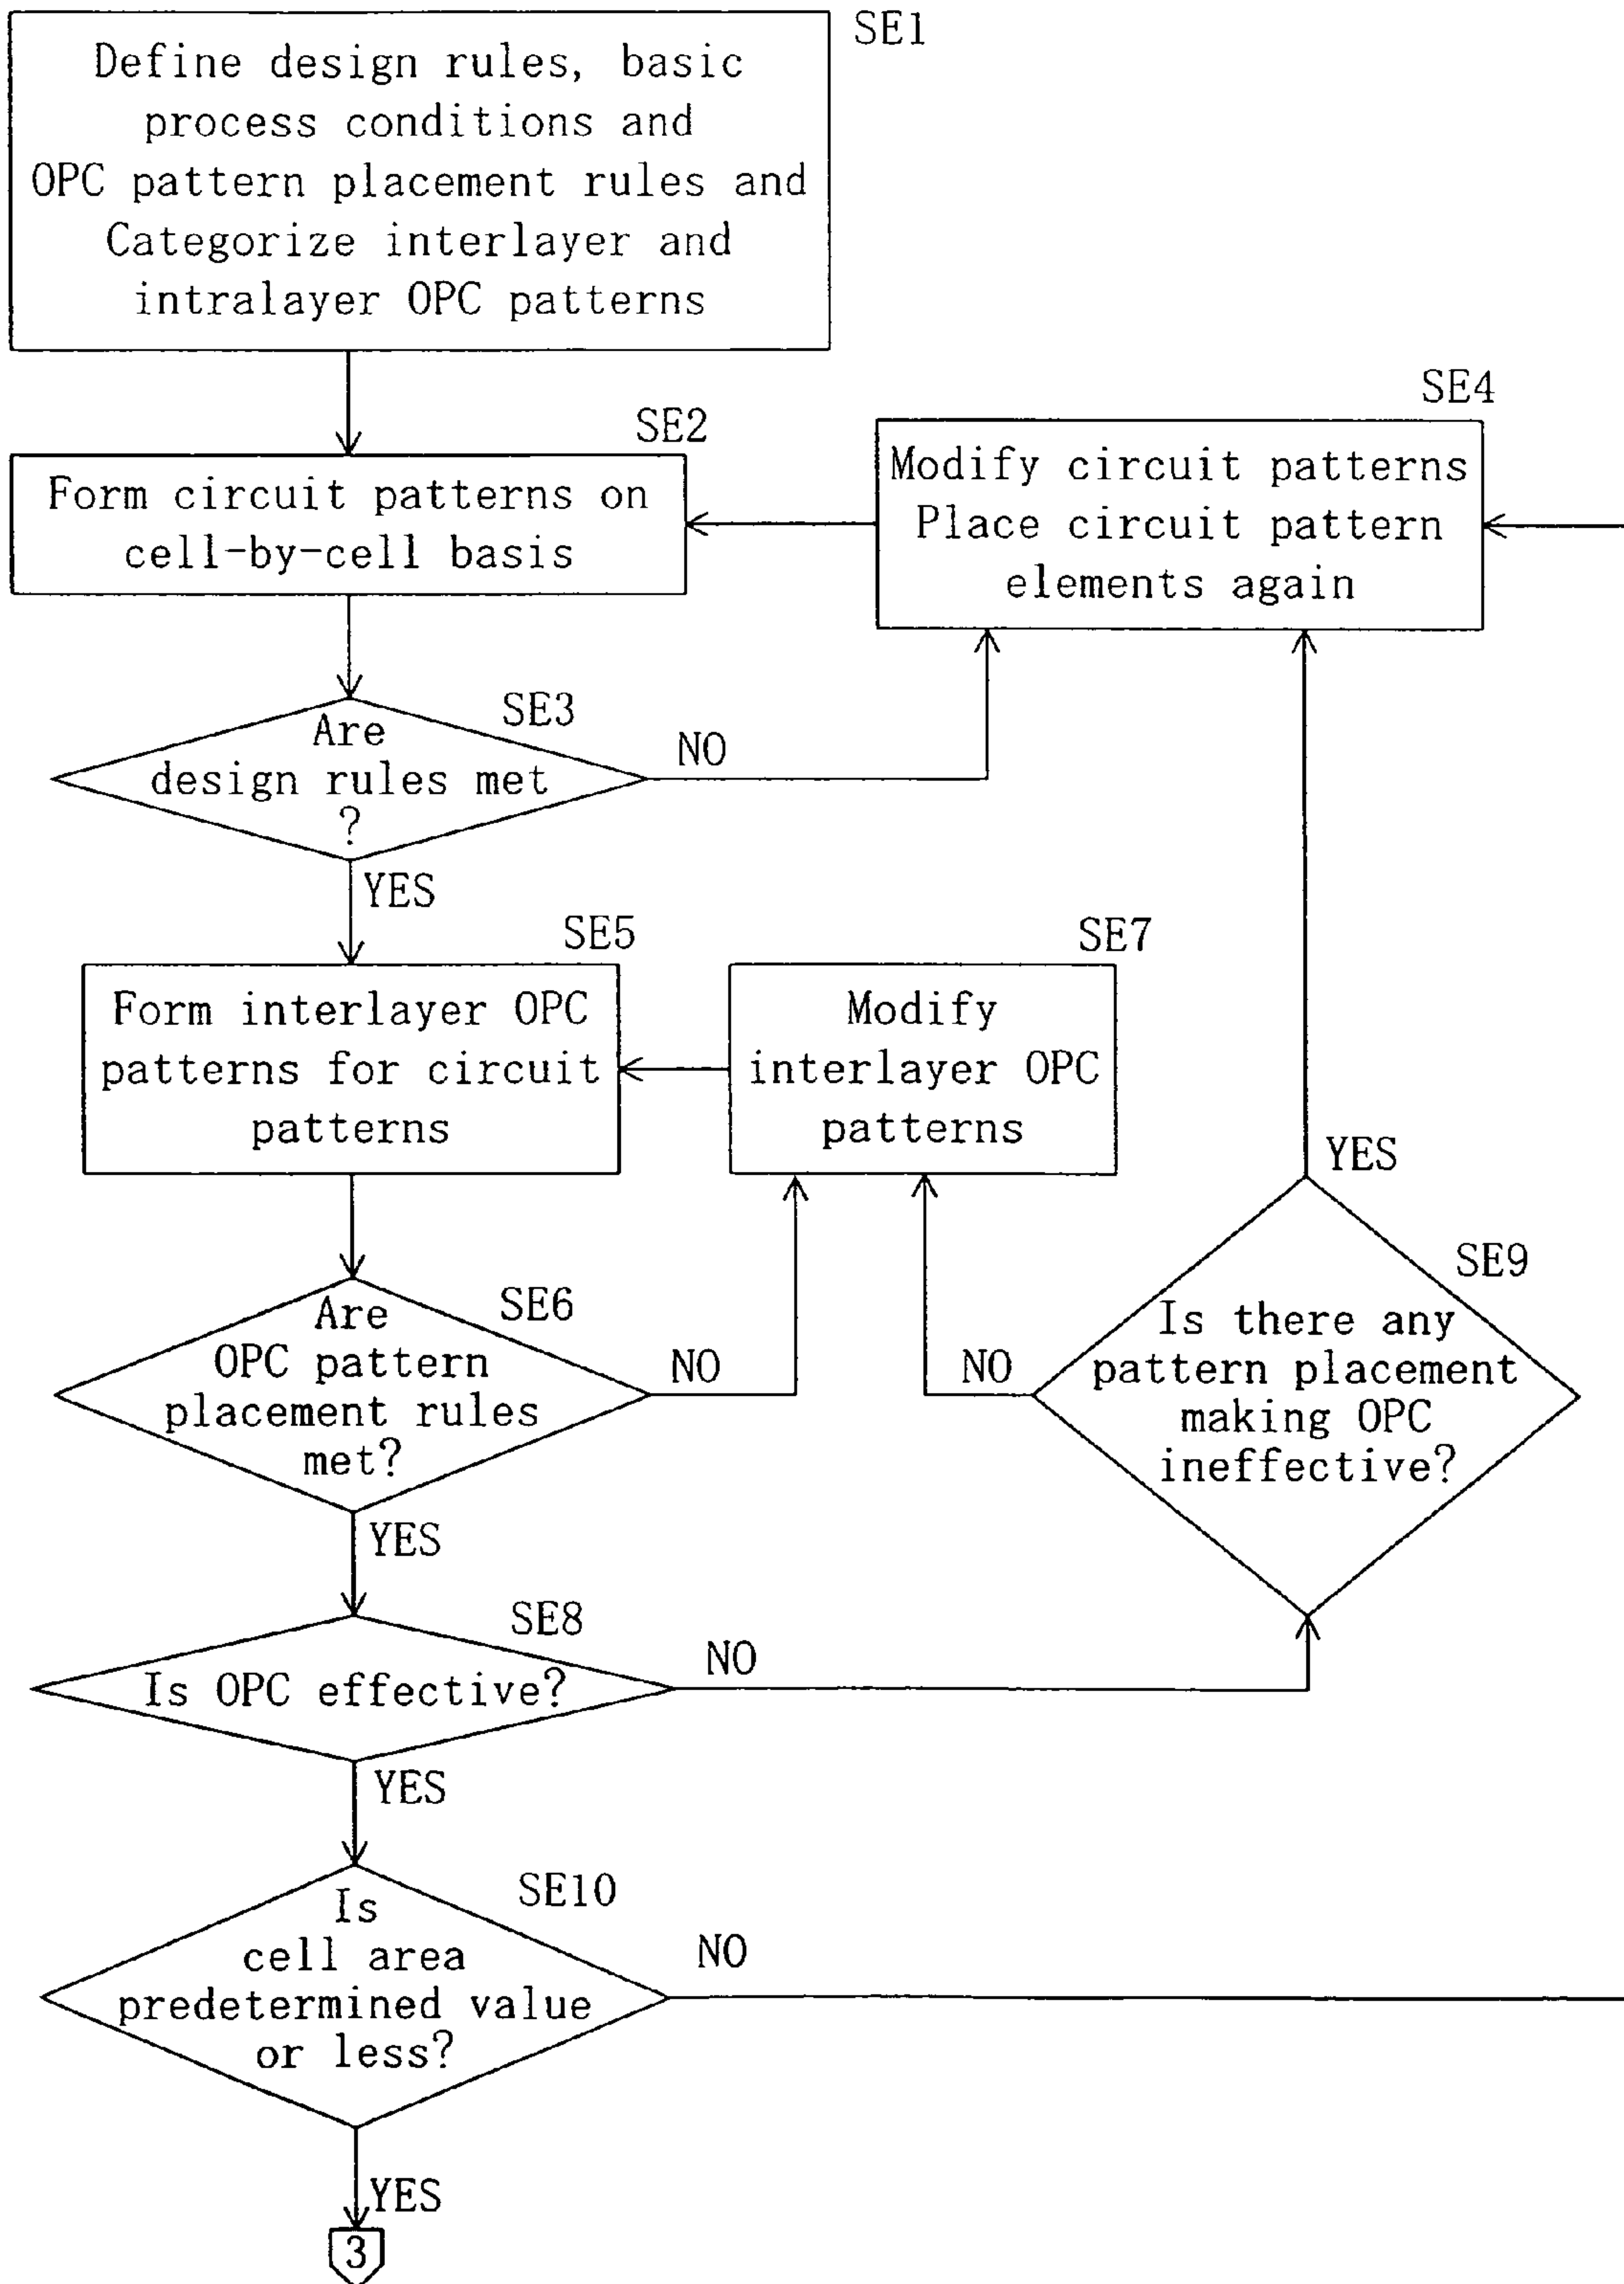 SE1
Define design rules, basic
process conditions and
OPC pattern placement rules and
Categorize interlayer and
intralayer OPC patterns
SE2
Form circuit patterns on
cell-by-cell basis
SE4
Modify circuit patterns
Place circuit pattern
elements again
SE3
Are
design rules met
?
NO
YES
SE5
Form interlayer OPC
patterns for circuit
patterns
SE7
Modify
interlayer OPC
patterns
SE6
Are
OPC pattern
placement rules
met?
NO
YES
SE9
Is there any
pattern placement
making OPC
ineffective?
YES
NO
SE8
Is OPC effective?
NO
YES
SE10
Is
cell area
predetermined value
or less?
NO
YES
3